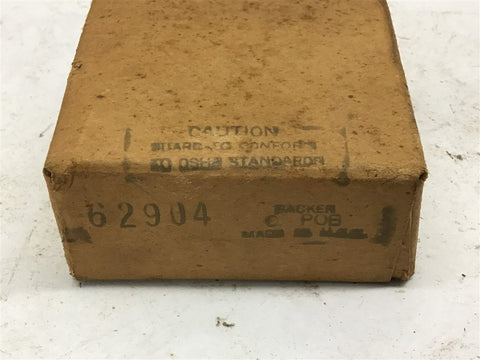 CAUTION
GUARD TO CONFORM
TO OSHA STANDARDS
62904
PACKER
C POB
MADE IN U.S.A.